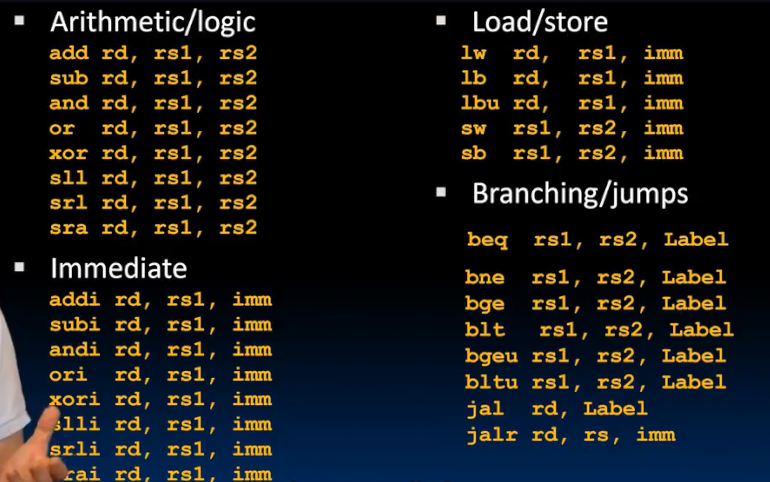 Arithmetic/logic
add rd, rs1, rs2
sub rd, rs1, rs2
and rd, rs1, rs2
or rd, rs1, rs2
xor rd, rs1, rs2
sll rd, rs1, rs2
srl rd, rs1, rs2
sra rd, rs1, rs2
Immediate
addi rd, rs1, imm
subi rd, rs1, imm
andi rd, rs1, imm
ori rd, rs1, imm
xori rd, rs1, imm
slli rd, rs1, imm
srli rd, rs1, imm
rai rd, rs1, imm
Load/store
lw rd, rs1, imm
lb rd, rs1, imm
lbu rd, rs1, imm
sw rs1, rs2, imm
sb rs1, rs2, imm
Branching/jumps
beq rs1, rs2, Label
bne rs1, rs2, Label
bge rs1, rs2, Label
blt rs1, rs2, Label
bgeu rs1, rs2, Label
bltu rs1, rs2, Label
jal rd, Label
jalr rd, rs, imm